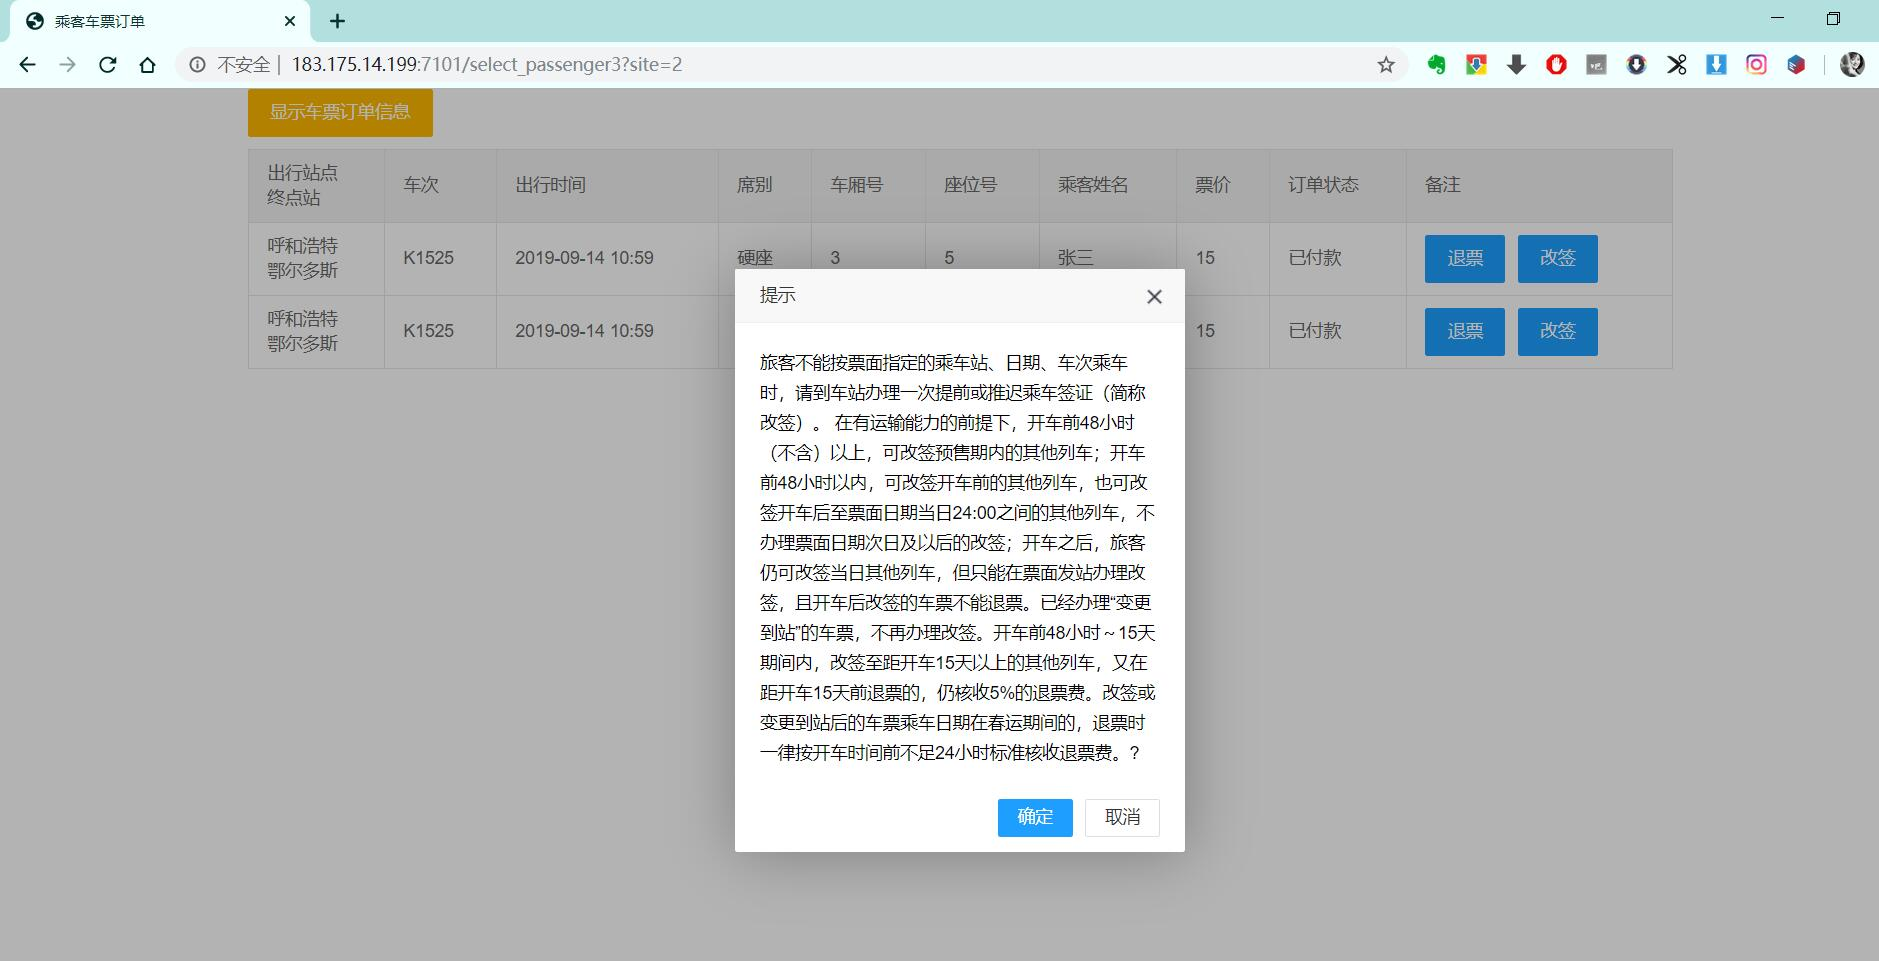 乘客车票订单
不安全 | 183.175.14.199:7101/select_passenger3?site=2
显示车票订单信息
出行站点
终点站
车次
出行时间
席别
车厢号
座位号
乘客姓名
票价
订单状态
备注
呼和浩特
鄂尔多斯
K1525
2019-09-14 10:59
硬座
3
5
张三
15
已付款
退票
改签
呼和浩特
鄂尔多斯
K1525
2019-09-14 10:59
15
已付款
退票
改签
提示
旅客不能按票面指定的乘车站、日期、车次乘车
时，请到车站办理一次提前或推迟乘车签证（简称
改签）。 在有运输能力的前提下，开车前48小时
（不含）以上，可改签预售期内的其他列车；开车
前48小时以内，可改签开车前的其他列车，也可改
签开车后至票面日期当日24:00之间的其他列车，不
办理票面日期次日及以后的改签；开车之后，旅客
仍可改签当日其他列车，但只能在票面发站办理改
签，且开车后改签的车票不能退票。已经办理“变更
到站”的车票，不再办理改签。开车前48小时～15天
期间内，改签至距开车15天以上的其他列车，又在
距开车15天前退票的，仍核收5%的退票费。改签或
变更到站后的车票乘车日期在春运期间的，退票时
一律按开车时间前不足24小时标准核收退票费。?
确定
取消